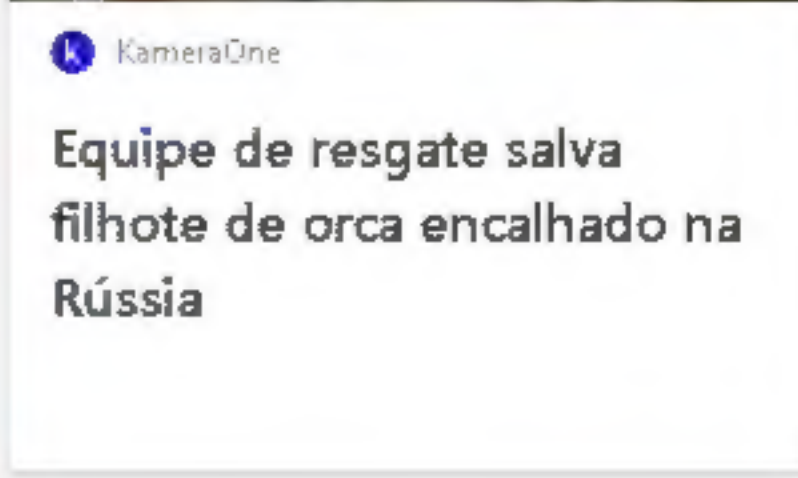 k KameraOne
Equipe de resgate salva
filhote de orca encalhado na
Rússia